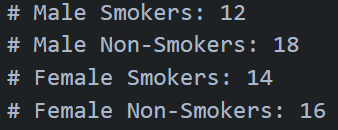 # Male Smokers: 12
# Male Non-Smokers: 18
# Female Smokers: 14
# Female Non-Smokers: 16